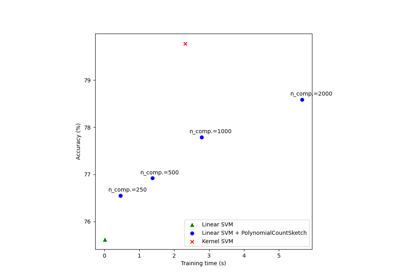 n_comp.=2000
79
78
n_comp.=1000
Accuracy (%)
n_comp.=500
77
n_comp.=250
76
Linear SVM
Linear SVM + PolynomialCountSketch
Kernel SVM
0 1 2 3 4 5
Training time (s)